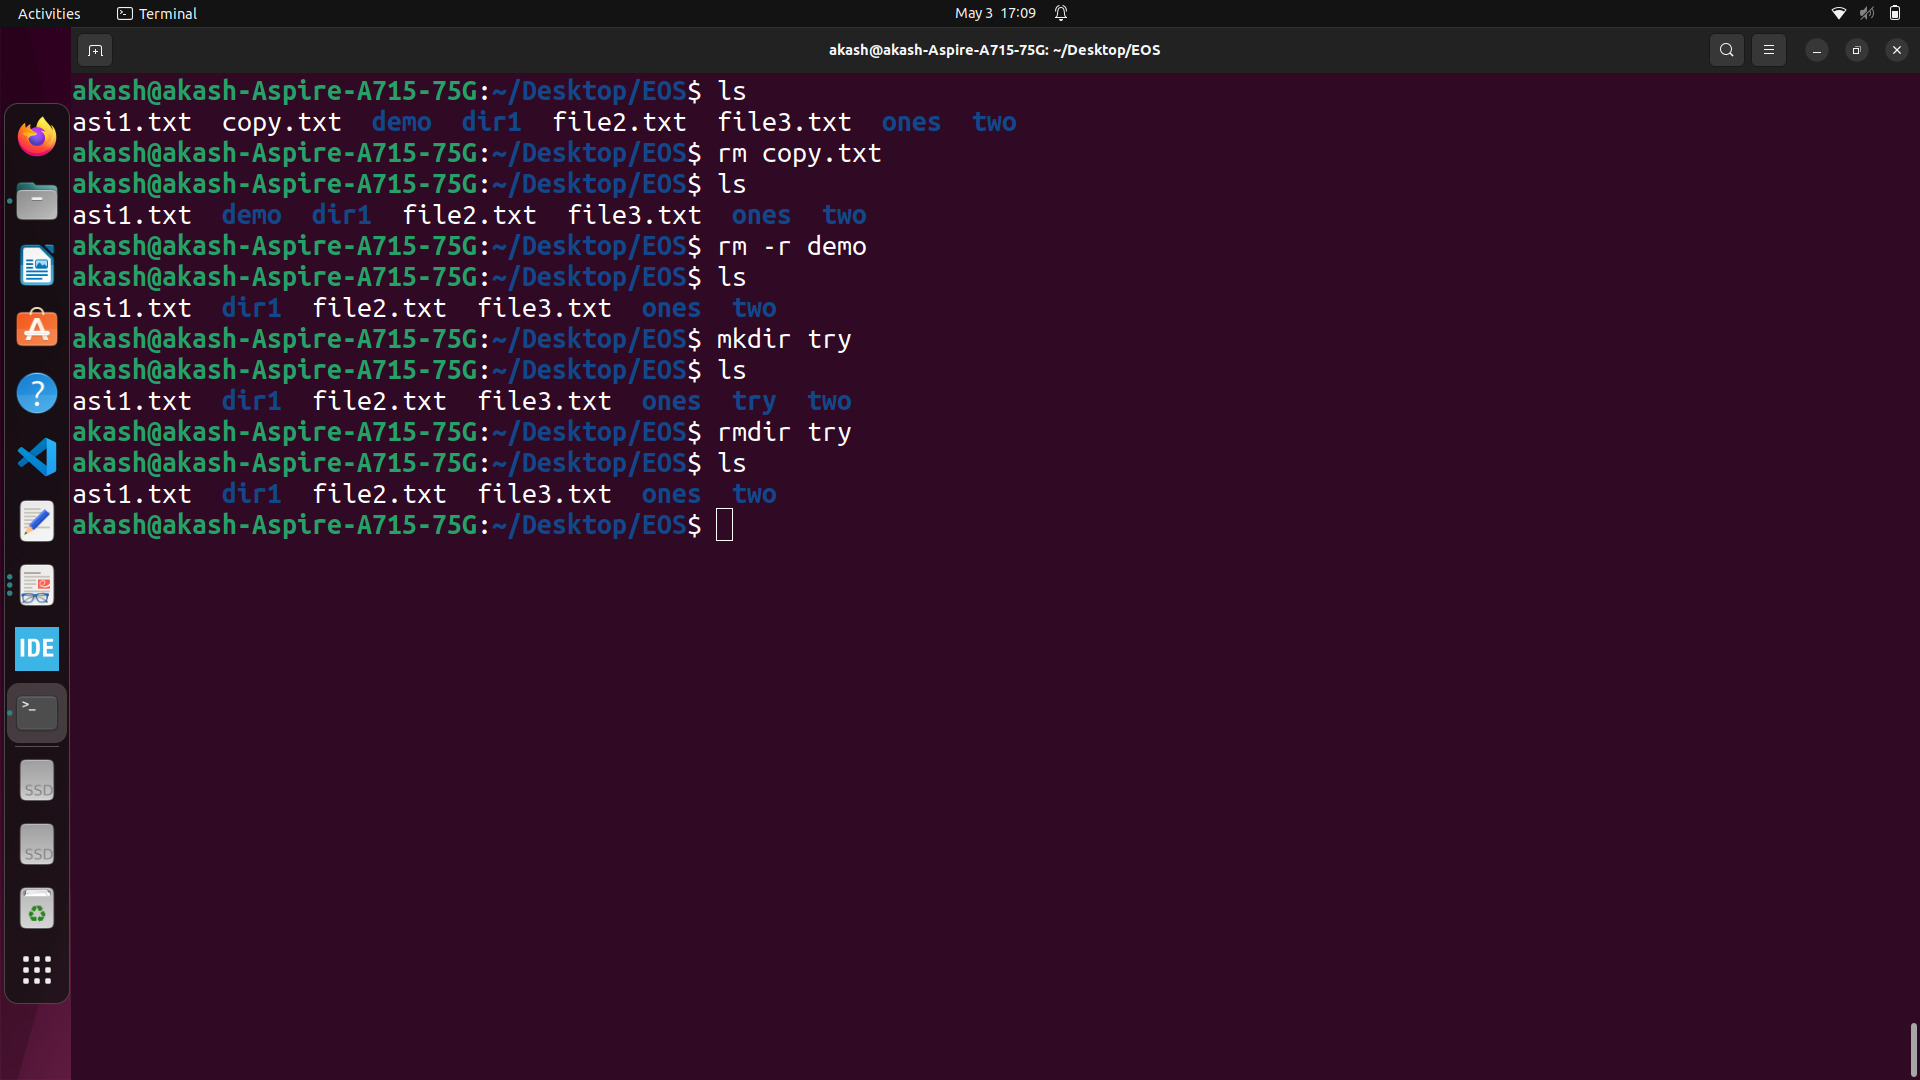 Activities Terminal May 3 17:09
akash@akash-Aspire-A715-75G: ~/Desktop/EOS
akash@akash-Aspire-A715-75G:~/Desktop/EOS$ ls
asi1.txt copy.txt demo dir1 file2.txt file3.txt ones two
akash@akash-Aspire-A715-75G:~/Desktop/EOS$ rm copy.txt
akash@akash-Aspire-A715-75G:~/Desktop/EOS$ ls
asi1.txt demo dir1 file2.txt file3.txt ones two
akash@akash-Aspire-A715-75G:~/Desktop/EOS$ rm -r demo
akash@akash-Aspire-A715-75G:~/Desktop/EOS$ ls
asi1.txt dir1 file2.txt file3.txt ones two
akash@akash-Aspire-A715-75G:~/Desktop/EOS$ mkdir try
akash@akash-Aspire-A715-75G:~/Desktop/EOS$ ls
asi1.txt dir1 file2.txt file3.txt ones try two
akash@akash-Aspire-A715-75G:~/Desktop/EOS$ rmdir try
akash@akash-Aspire-A715-75G:~/Desktop/EOS$ ls
asi1.txt dir1 file2.txt file3.txt ones two
akash@akash-Aspire-A715-75G:~/Desktop/EOS$
IDE
>_
SSD
SSD